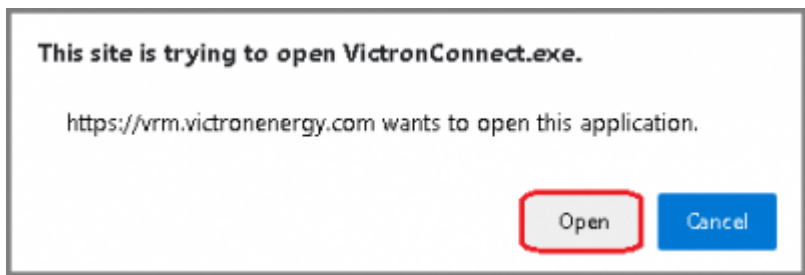 This site is trying to open VictronConnect.exe.
https://vrm.victronenergy.com wants to open this application.
Open
Cancel